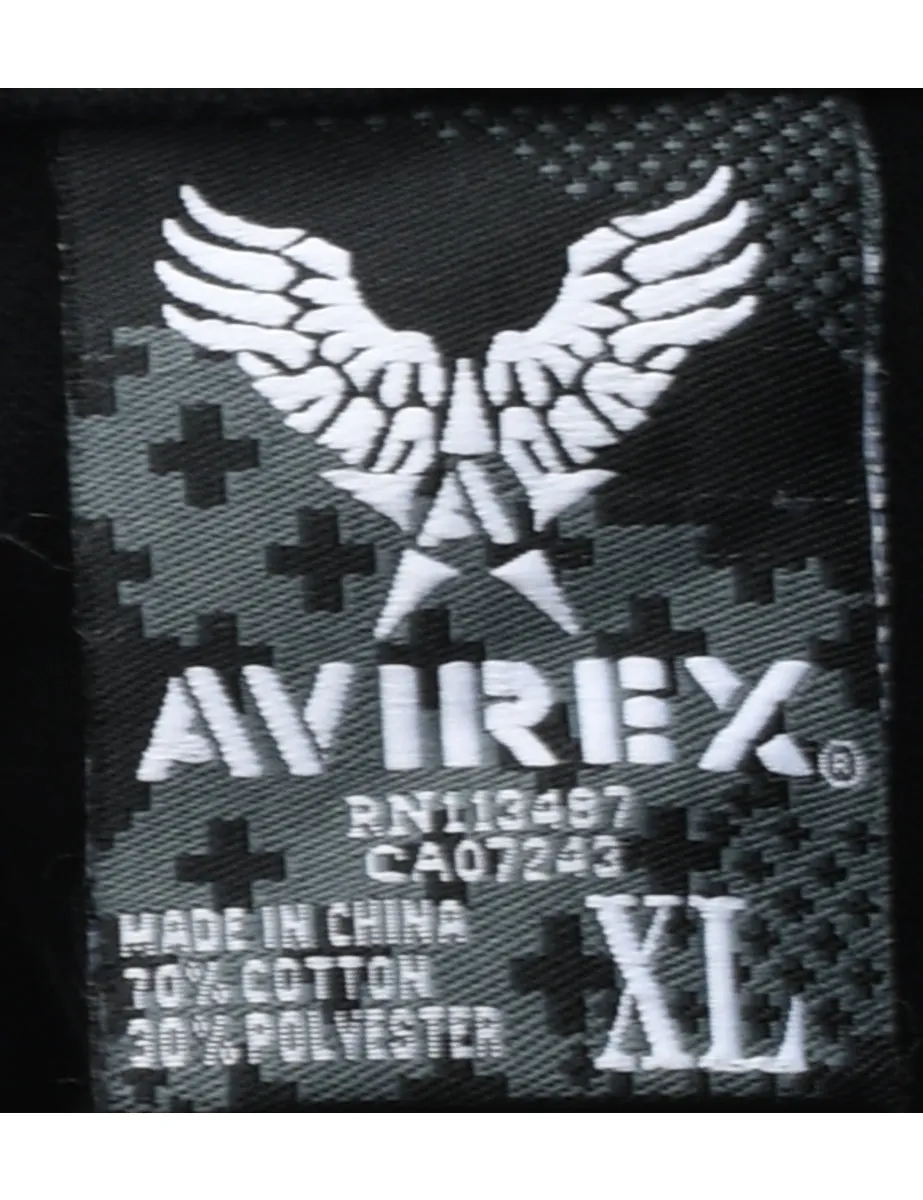 AVIREX®
RN113487
CA07243
MADE IN CHINA
70% COTTON
30% POLYESTER
XL